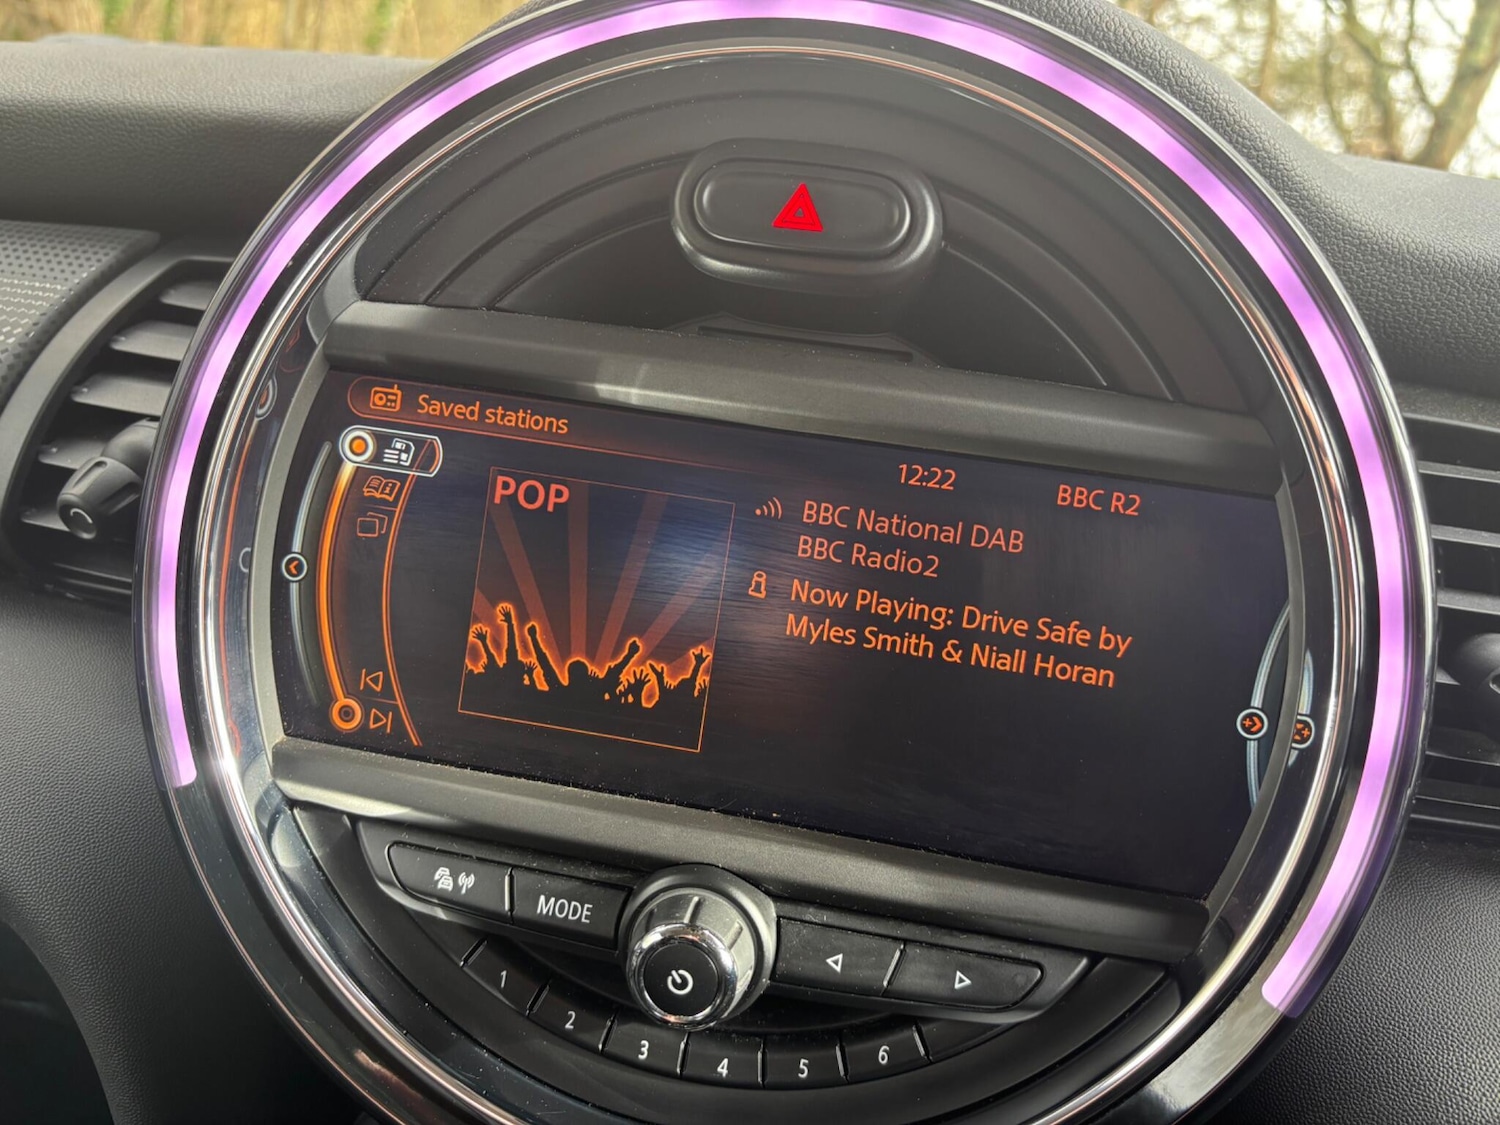 Saved stations
12:22
BBC R2
POP
BBC National DAB
BBC Radio2
Now Playing: Drive Safe by
Myles Smith & Niall Horan
MODE
1
2
3
4
5
6